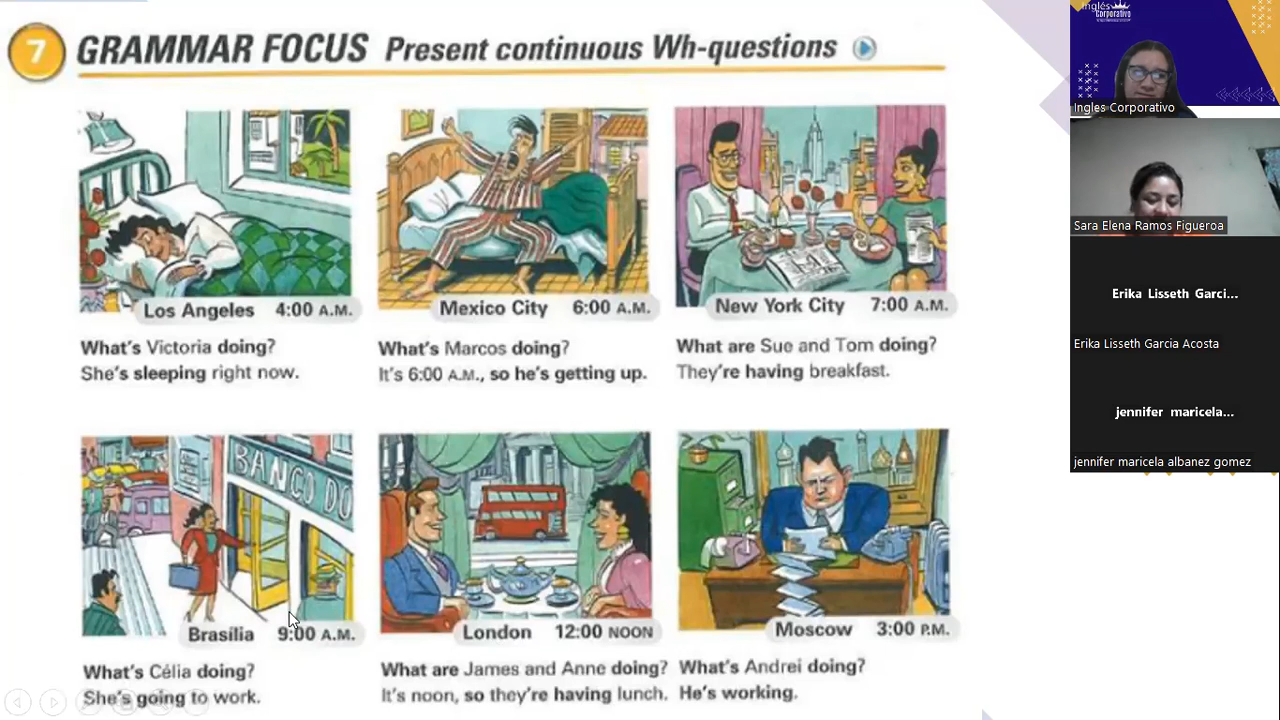 7 GRAMMAR FOCUS Present continuous Wh-questions
BANCO DO
Los Angeles 4:00 A.M.
Mexico City 6:00 A.M.
New York City 7:00 A.M.
What's Victoria doing?
She's sleeping right now.
What's Marcos doing?
It's 6:00 A.M., so he's getting up.
What are Sue and Tom doing?
They're having breakfast.
Brasília 9:00 A.M.
London 12:00 NOON
Moscow 3:00 P.M.
What's Célia doing?
She's going to work.
What are James and Anne doing?
It's noon, so they're having lunch.
What's Andrei doing?
He's working.
Inglés
corporativo
Ingles Corporativo
Sara Elena Ramos Figueroa
Erika Lisseth Garci...
Erika Lisseth Garcia Acosta
jennifer maricela...
jennifer maricela albanez gomez